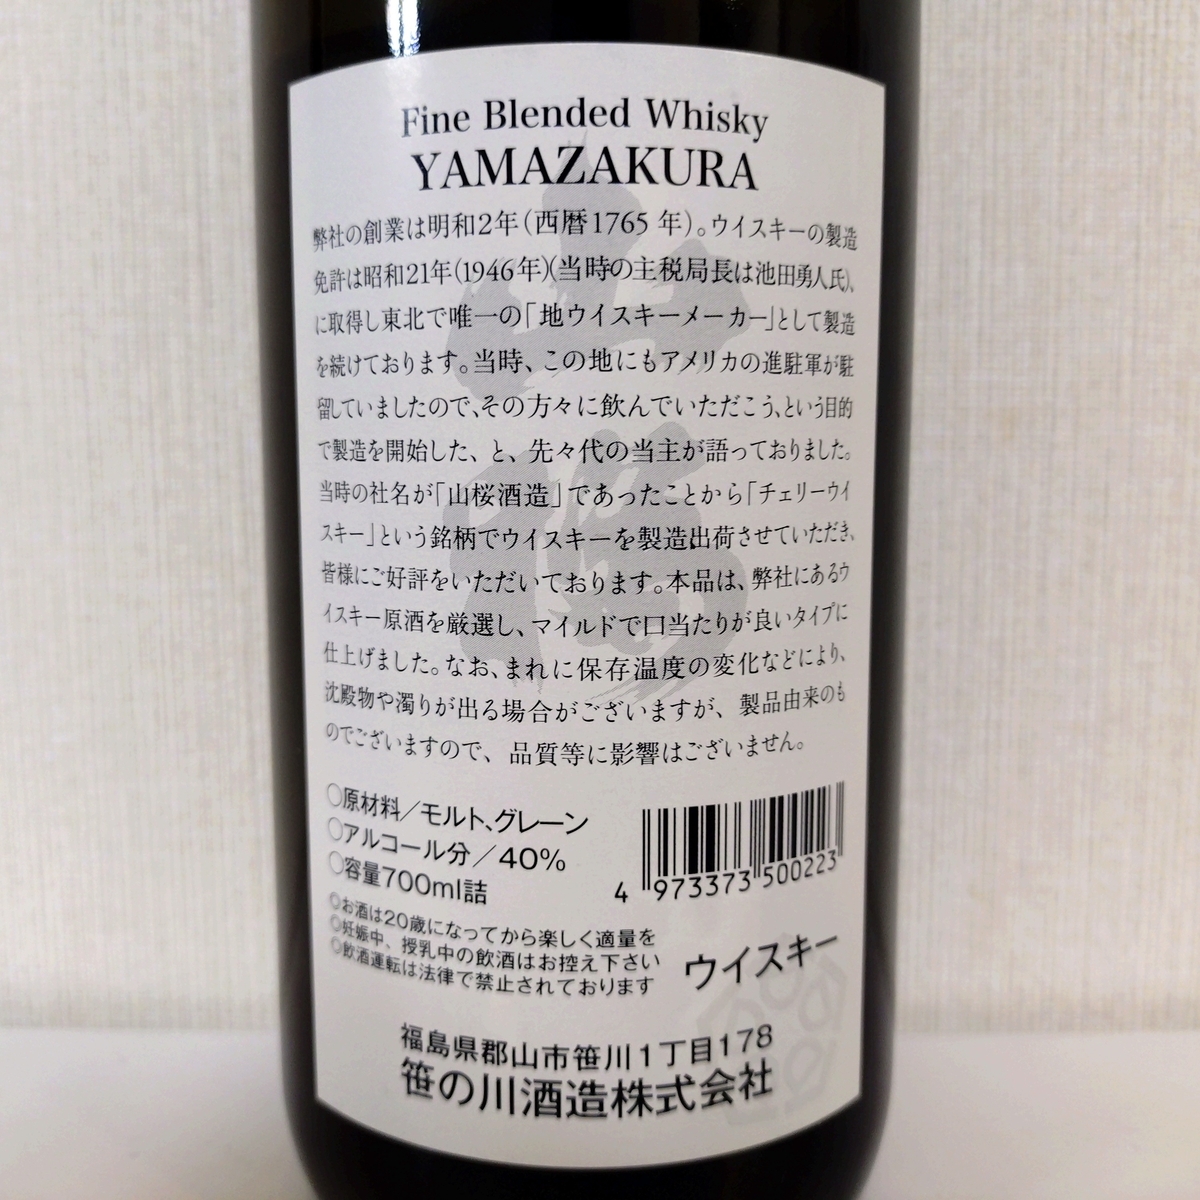 Fine Blended Whisky
YAMAZAKURA
弊社の創業は明和2年(西暦1765 年)。ウイスキーの製造
免許は昭和21年(1946年)(当時の主税局長は池田勇人氏)、
に取得し東北で唯一の「地ウイスキーメーカー」として製造
を続けております。当時、この地にもアメリカの進駐軍が駐
留していましたので、その方々に飲んでいただこう、という目的
で製造を開始した、と、先々代の当主が語っておりました。
当時の社名が「山桜酒造」であったことから「チェリーウイ
スキー」という銘柄でウイスキーを製造出荷させていただき、
皆様にご好評をいただいております。本品は、弊社にあるウ
イスキー原酒を厳選し、マイルドで口当たりが良いタイプに
仕上げました。なお、まれに保存温度の変化などにより、
沈殿物や濁りが出る場合がございますが、製品由来のも
のでございますので、品質等に影響はございません。
○原材料/モルト、グレーン
○アルコール分/40%
○容量700ml詰
4 973373 500223
◎お酒は20歳になってから楽しく適量を
◎妊娠中、授乳中の飲酒はお控え下さい
◎飲酒運転は法律で禁止されております
ウイスキー
福島県郡山市笹川1丁目178
笹の川酒造株式会社